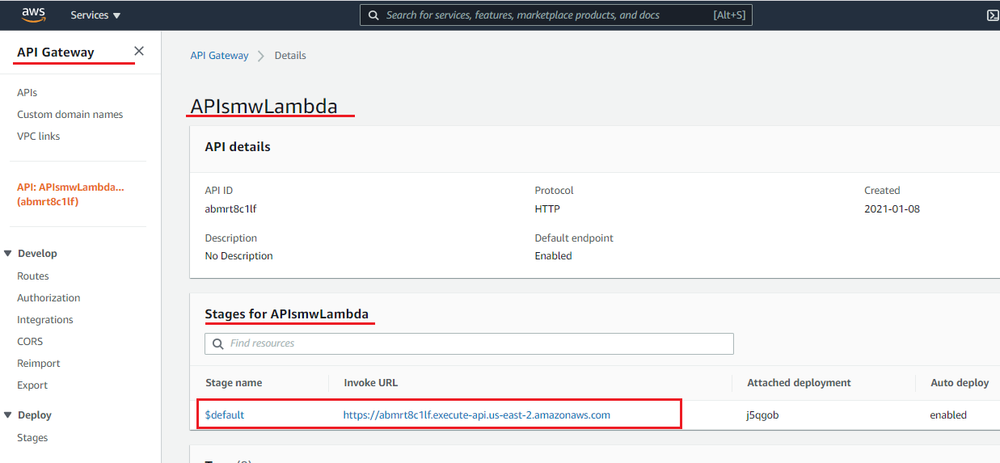 aws Services Search for services, features, marketplace products, and docs [Alt+S]
API Gateway
APIs
Custom domain names
VPC links
API: APIsmwLambda...
(abmrt8c1lf)
Develop
Routes
Authorization
Integrations
CORS
Reimport
Export
Deploy
Stages
API Gateway Details
APIsmwLambda
API details
API ID Protocol Created
abmrt8c1lf HTTP 2021-01-08
Description Default endpoint
No Description Enabled
Stages for APIsmwLambda
Find resources
Stage name Invoke URL Attached deployment Auto deploy
$default https://abmrt8c1lf.execute-api.us-east-2.amazonaws.com j5qgob enabled